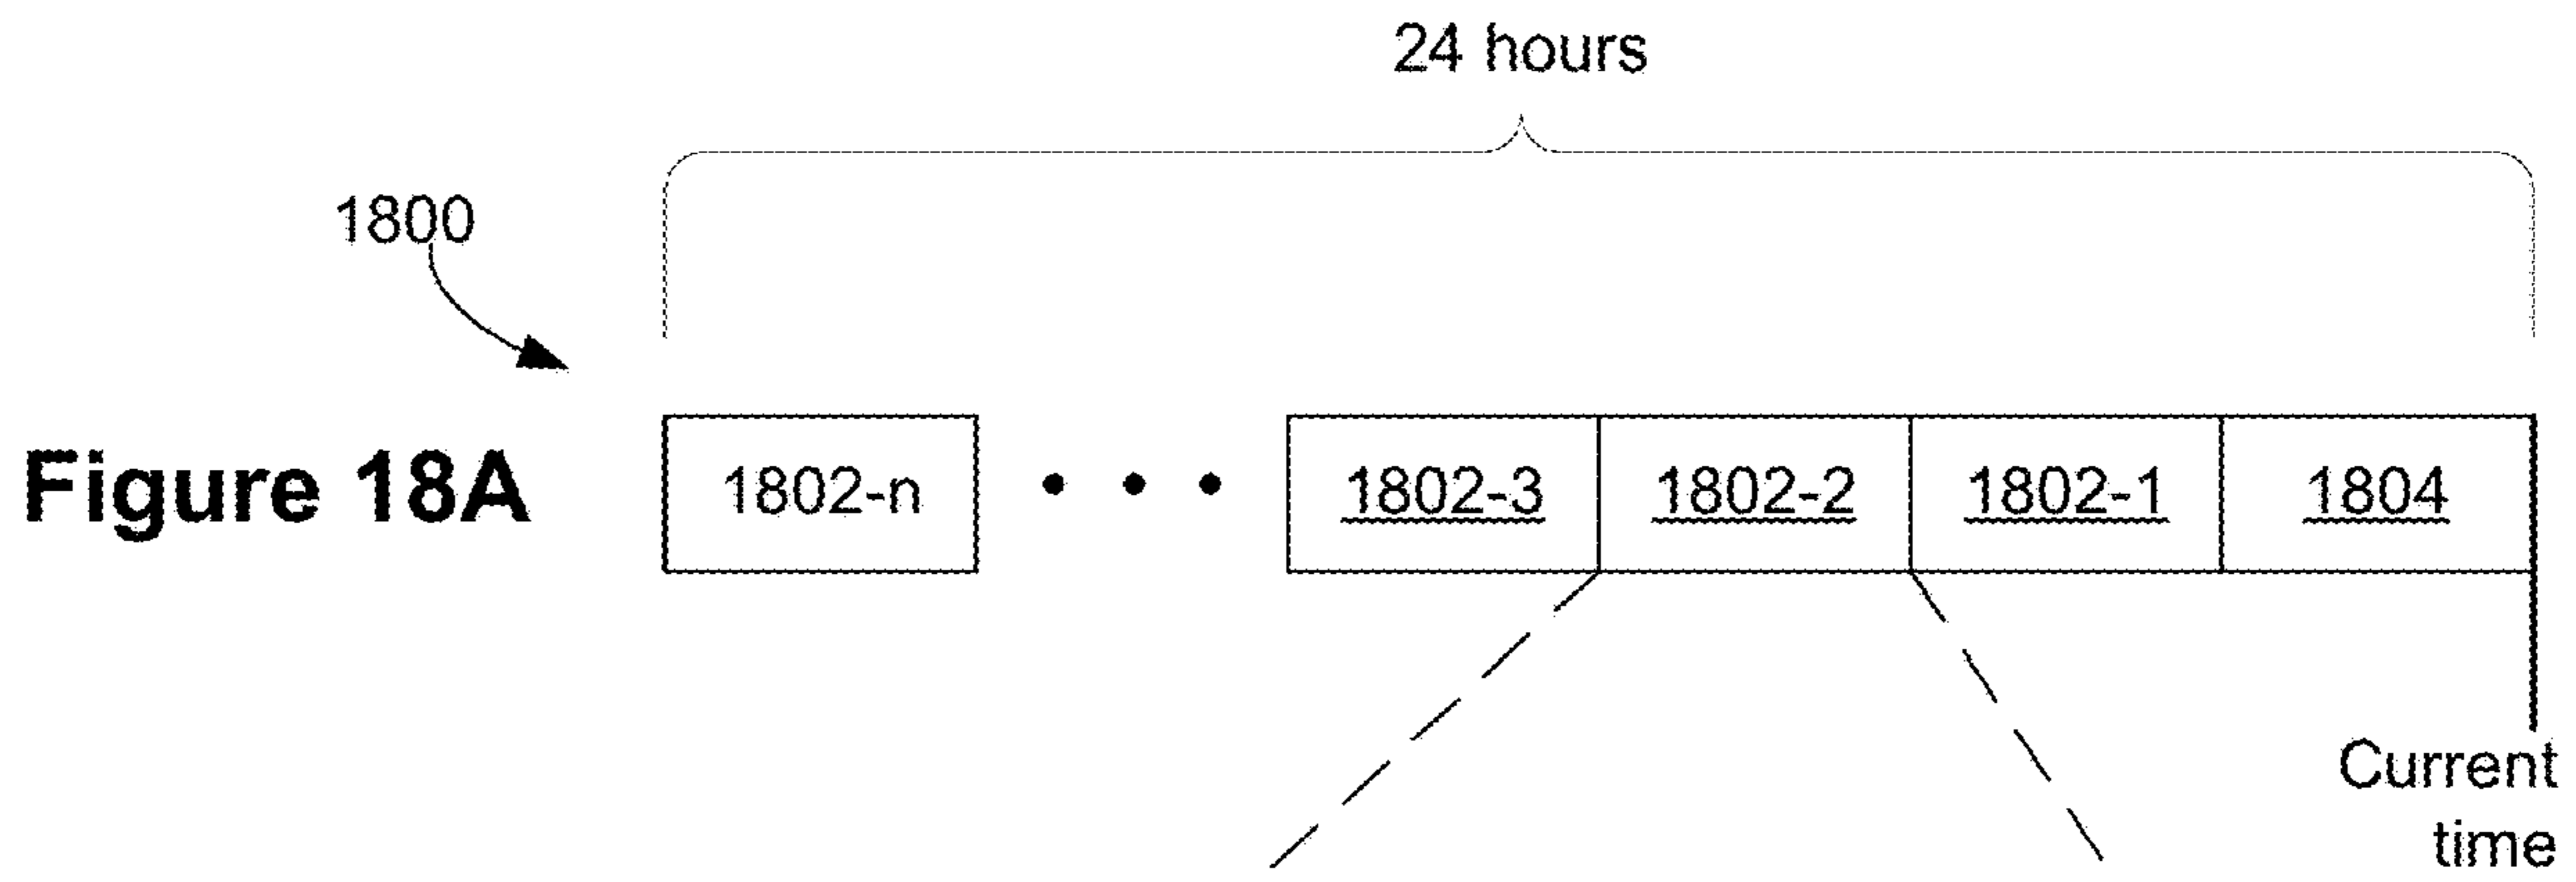 24 hours
1800
Figure 18A
1802-n
• • •
1802-3
1802-2
1802-1
1804
Current
time